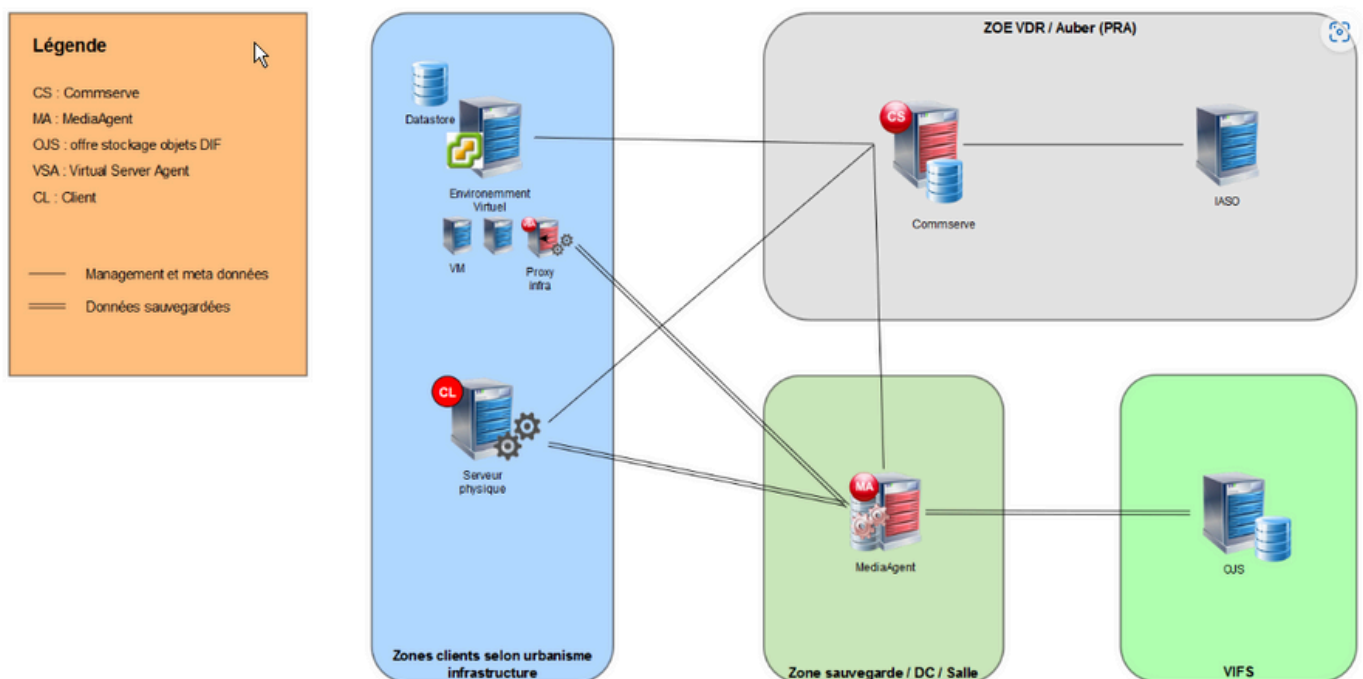 Légende
CS : Commserve
MA : MediaAgent
OJS : offre stockage objets DIF
VSA : Virtual Server Agent
CL : Client
Management et meta données
Données sauvegardées
Datastore
Environemment
Virtuel
VM
Proxy
infra
CL
Serveur
physique
Zones clients selon urbanisme
infrastructure
ZOE VDR / Auber (PRA)
CS
Commserve
IASO
MA
MediaAgent
Zone sauvegarde / DC / Salle
OJS
VIFS